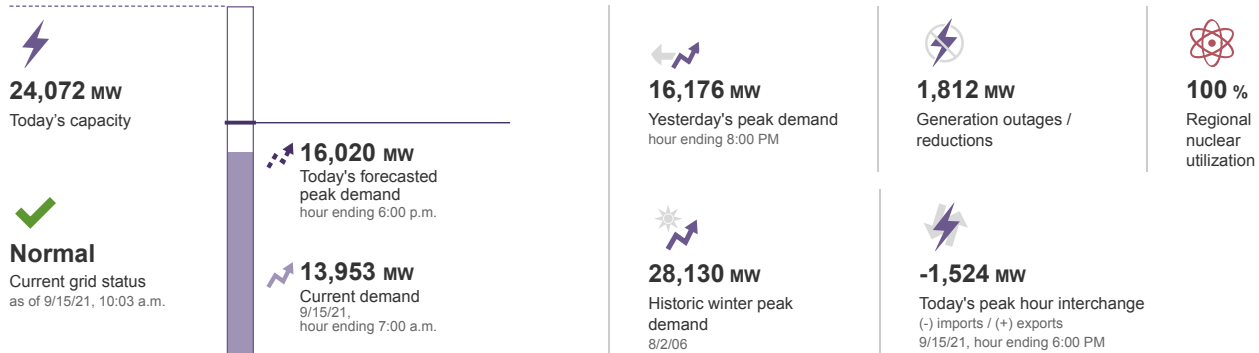 24,072 MW
Today's capacity
Normal
Current grid status
as of 9/15/21, 10:03 a.m.
16,020 MW
Today's forecasted
peak demand
hour ending 6:00 p.m.
13,953 MW
Current demand
9/15/21,
hour ending 7:00 a.m.
16,176 MW
Yesterday's peak demand
hour ending 8:00 PM
1,812 MW
Generation outages /
reductions
100 %
Regional
nuclear
utilization
28,130 MW
Historic winter peak
demand
8/2/06
-1,524 MW
Today's peak hour interchange
(-) imports / (+) exports
9/15/21, hour ending 6:00 PM